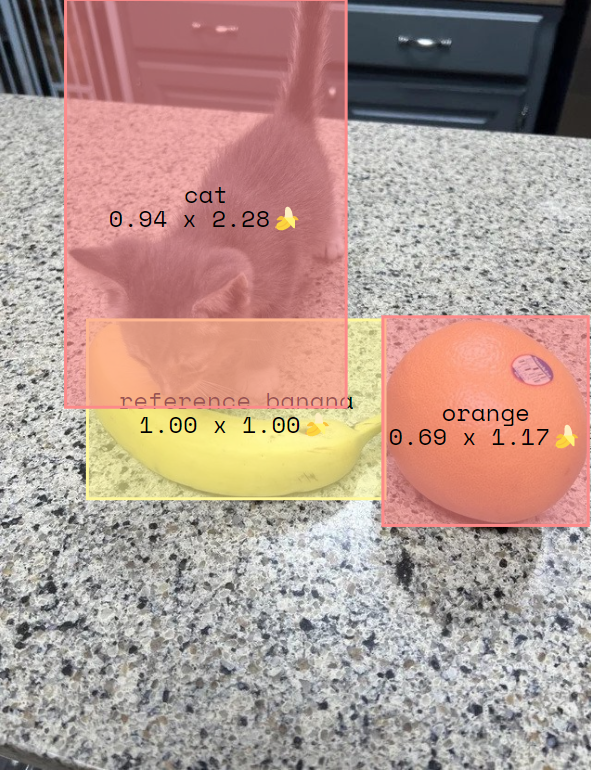 cat
0.94 x 2.28🍌
reference banana
1.00 x 1.00🍌
orange
0.69 x 1.17🍌